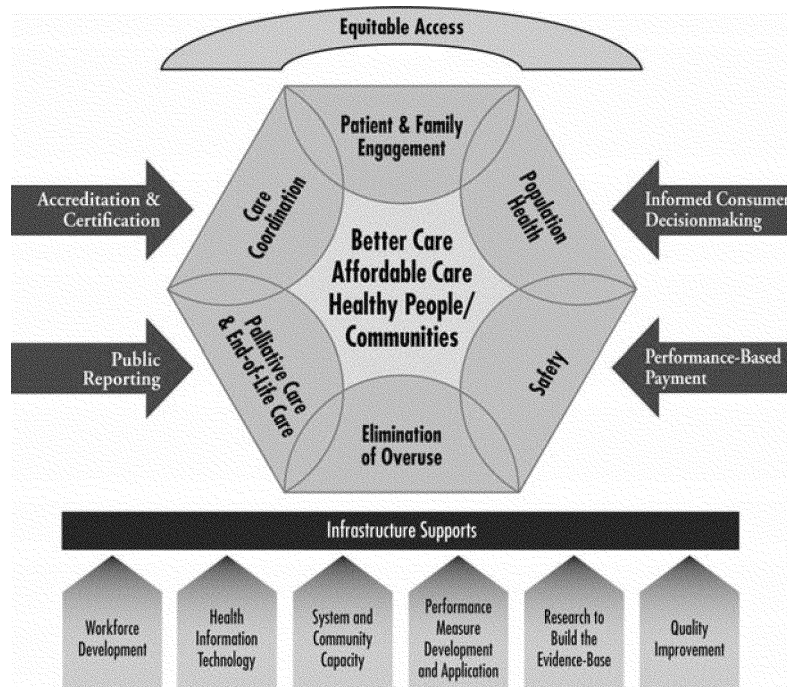 Equitable Access
Patient & Family
Engagement
Care
Coordination
Population
Health
Accreditation &
Certification
Informed Consumer
Decisionmaking
Better Care
Affordable Care
Healthy People/
Communities
Public
Reporting
Palliative Care
& End-of-Life Care
Safety
Performance-Based
Payment
Elimination
of Overuse
Infrastructure Supports
Workforce
Development
Health
Information
Technology
System and
Community
Capacity
Performance
Measure
Development
and Application
Research to
Build the
Evidence-Base
Quality
Improvement